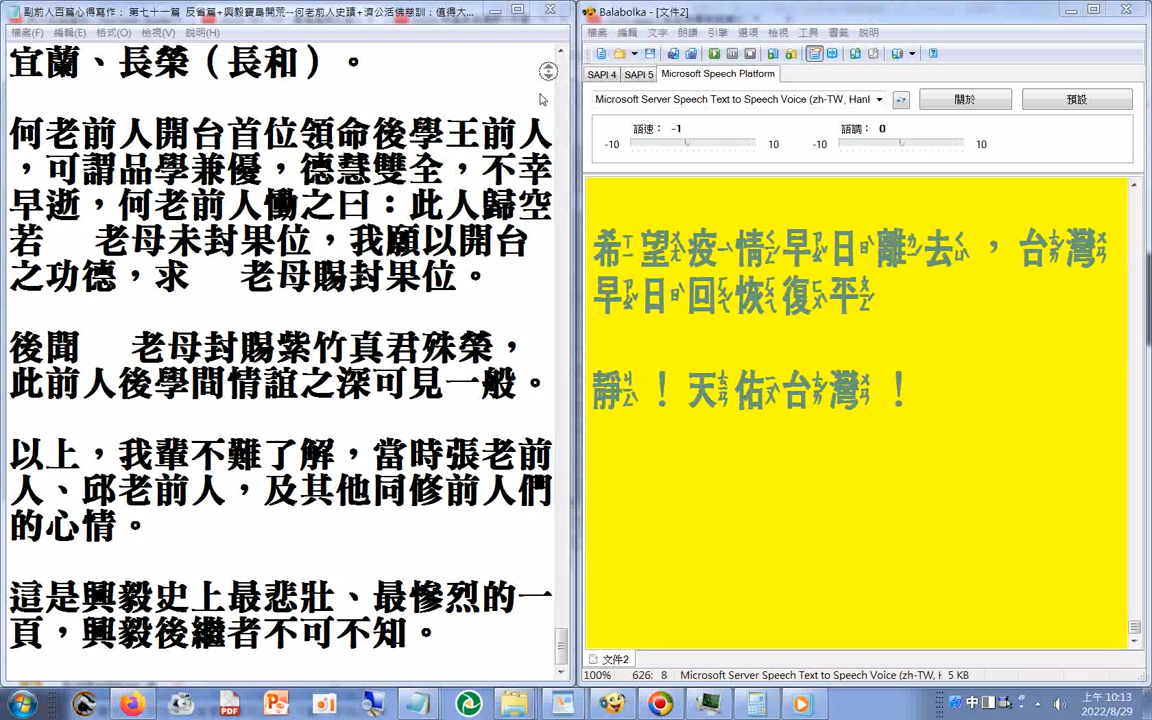 副前人百篇心得寫作： 第七十一篇 反省篇+興毅寶島開荒--何老前人史蹟+濟公活佛慈訓：值得大...
檔案(F) 編輯(E) 格式(O) 檢視(V) 說明(H)
宜蘭、長榮（長和）。
何老前人開台首位領命後學王前人
，可謂品學兼優，德慧雙全，不幸
早逝，何老前人慟之曰：此人歸空
若 老母未封果位，我願以開台
之功德，求 老母賜封果位。
後聞 老母封賜紫竹真君殊榮，
此前人後學間情誼之深可見一般。
以上，我輩不難了解，當時張老前
人、邱老前人，及其他同修前人們
的心情。
這是興毅史上最悲壯、最慘烈的一
頁，興毅後繼者不可不知。
Balabolka - [文件2]
檔案 編輯 文字 朗讀 引擎 選項 檢視 工具 書籤 說明
SAPI 4 SAPI 5 Microsoft Speech Platform
Microsoft Server Speech Text to Speech Voice (zh-TW, Hanl
關於 預設
語速： -1 語調： 0
-10 10 -10 10
希望疫情早日離去，台灣
早日回恢復平
靜！天佑台灣！
文件2
100% 626: 8 Microsoft Server Speech Text to Speech Voice (zh-TW, H 5 KB
中
上午 10:13
2022/8/29